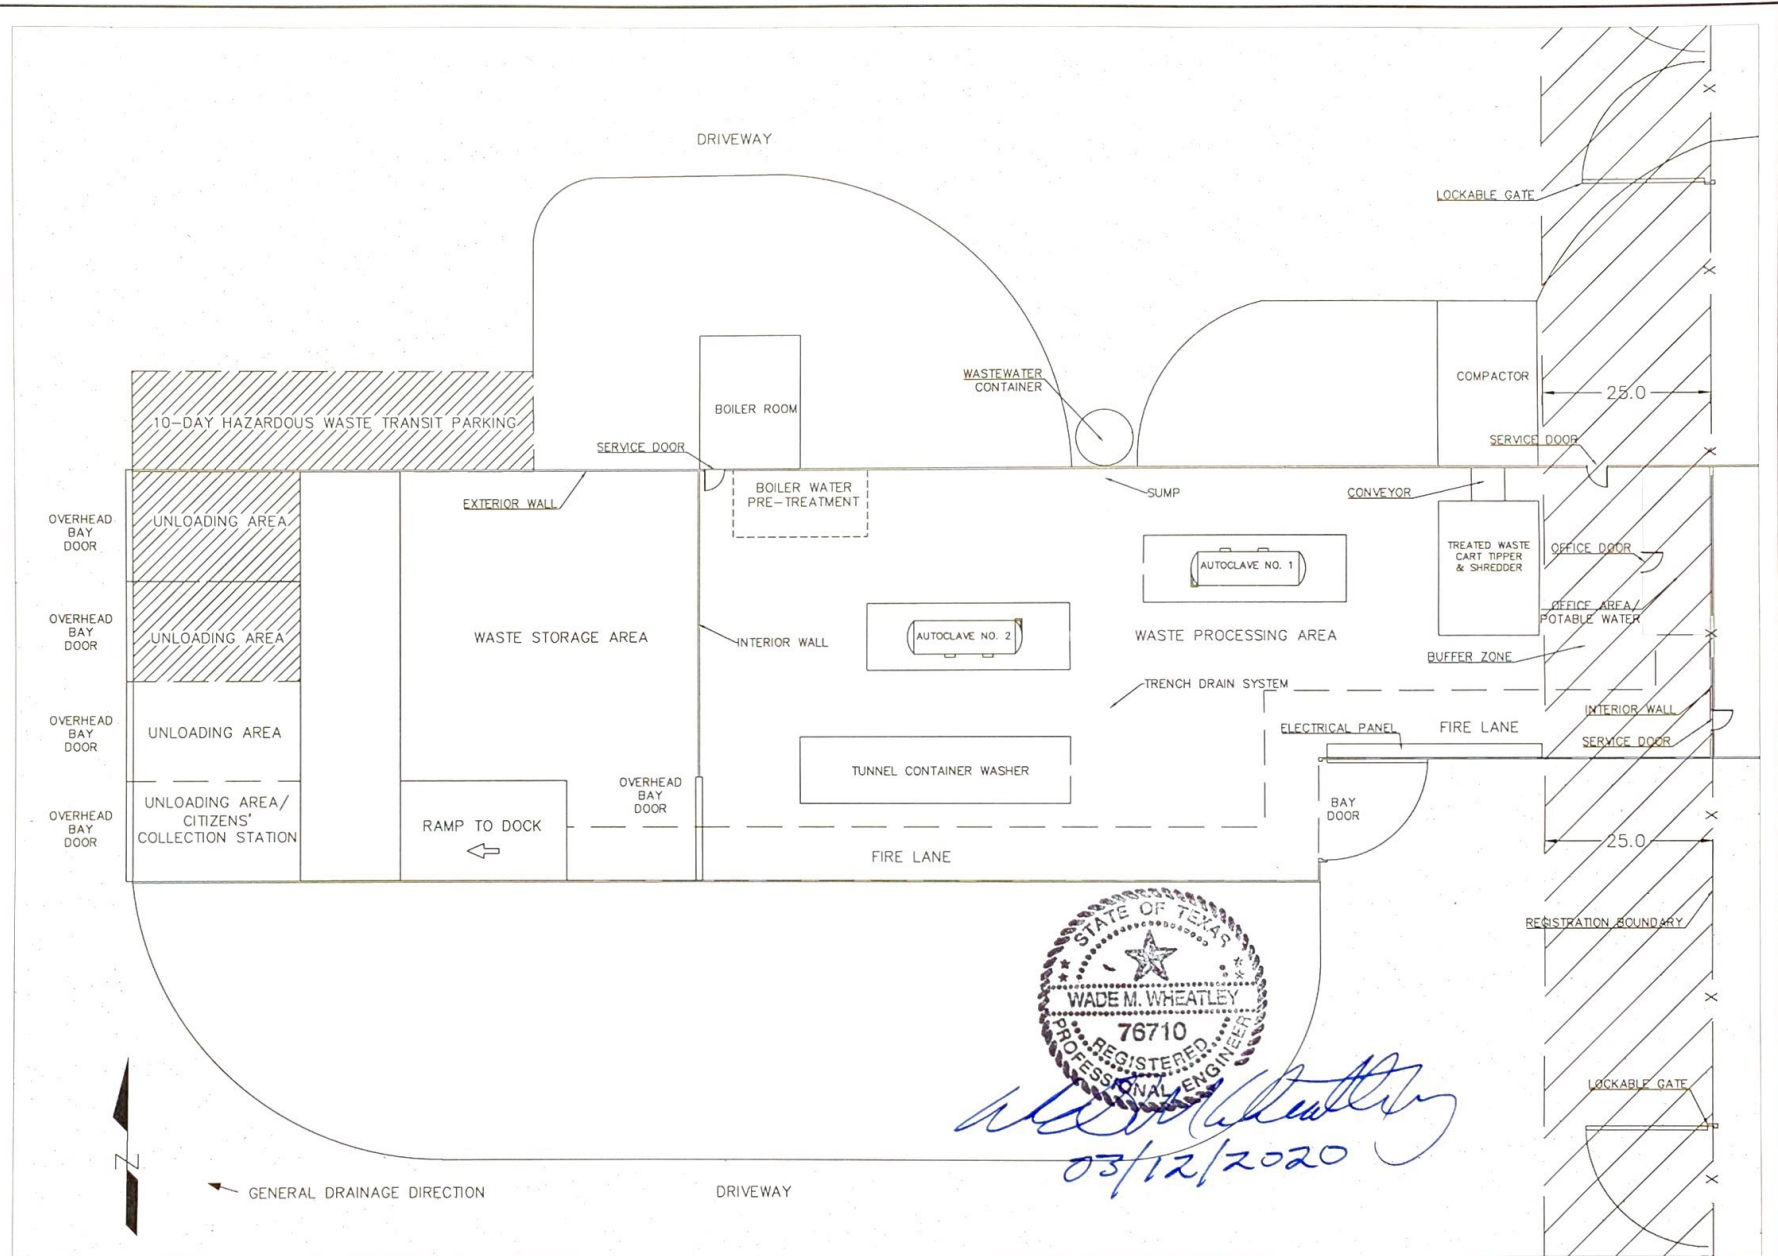 DRIVEWAY
LOCKABLE GATE
WASTEWATER
CONTAINER
COMPACTOR
25.0
BOILER ROOM
10-DAY HAZARDOUS WASTE TRANSIT PARKING
SERVICE DOOR
SERVICE DOOR
EXTERIOR WALL
BOILER WATER
PRE-TREATMENT
SUMP
CONVEYOR
OVERHEAD
BAY
DOOR
UNLOADING AREA
TREATED WASTE
CART TIPPER
& SHREDDER
OFFICE DOOR
AUTOCLAVE NO. 1
OVERHEAD
BAY
DOOR
UNLOADING AREA
WASTE STORAGE AREA
INTERIOR WALL
AUTOCLAVE NO. 2
WASTE PROCESSING AREA
OFFICE AREA/
POTABLE WATER
BUFFER ZONE
TRENCH DRAIN SYSTEM
OVERHEAD
BAY
DOOR
UNLOADING AREA
ELECTRICAL PANEL
FIRE LANE
INTERIOR WALL
SERVICE DOOR
TUNNEL CONTAINER WASHER
OVERHEAD
BAY
DOOR
OVERHEAD
BAY
DOOR
UNLOADING AREA/
CITIZENS'
COLLECTION STATION
RAMP TO DOCK
BAY
DOOR
25.0
FIRE LANE
REGISTRATION BOUNDARY
STATE OF TEXAS
WADE M. WHEATLEY
76710
REGISTERED
PROFESSIONAL ENGINEER
LOCKABLE GATE
Wade M Wheatley
03/12/2020
N
GENERAL DRAINAGE DIRECTION
DRIVEWAY